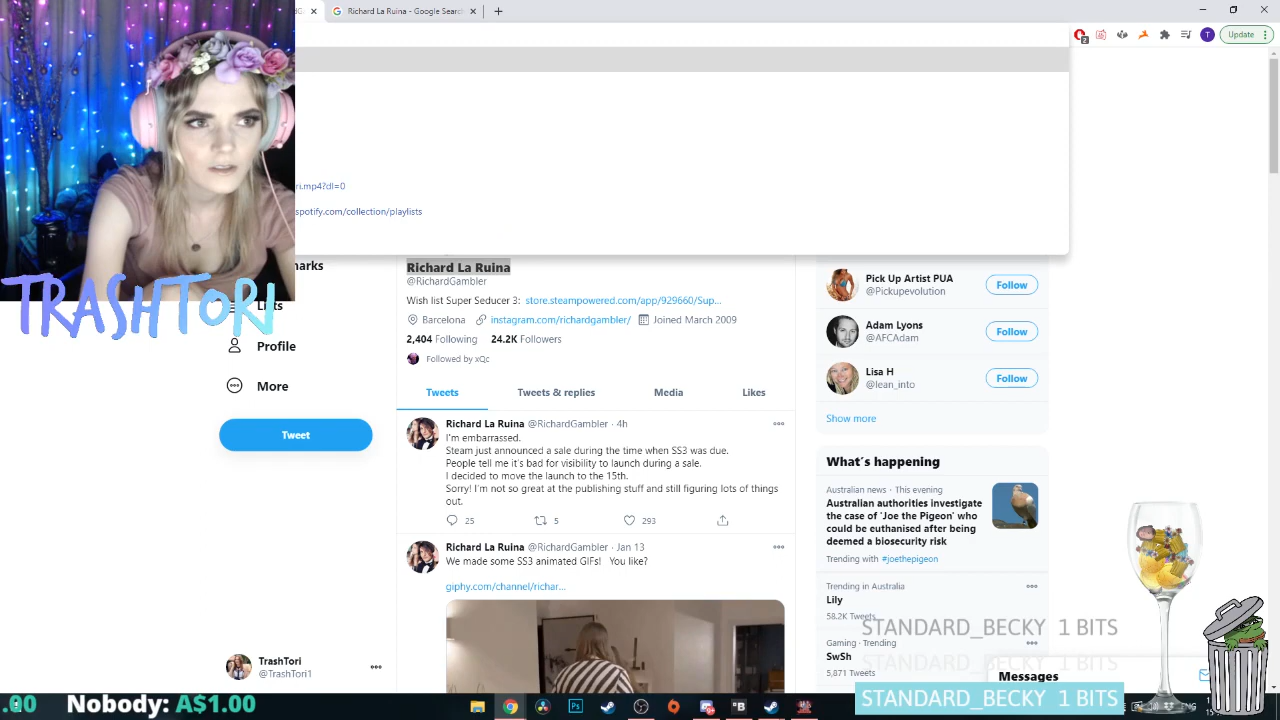 Richard Search
Update
2
T
ri.mp4?dl=0
spotify.com/collection/playlists
TRASHTORI
marks
Lists
Profile
More
Tweet
TrashTori
@TrashTori1
Richard La Ruina
@RichardGambler
Wish list Super Seducer 3: store.steampowered.com/app/929660/Sup...
Barcelona instagram.com/richardgambler/ Joined March 2009
2,404 Following 24.2K Followers
Followed by xQc
Tweets Tweets & replies Media Likes
Richard La Ruina @RichardGambler · 4h
I'm embarrassed.
Steam just announced a sale during the time when SS3 was due.
People tell me it's bad for visibility to launch during a sale.
I decided to move the launch to the 15th.
Sorry! I'm not so great at the publishing stuff and still figuring lots of things
out.
25 5 293
Richard La Ruina @RichardGambler · Jan 13
We made some SS3 animated GIFs! You like?
giphy.com/channel/richar...
Pick Up Artist PUA
@Pickupevolution
Follow
Adam Lyons
@AFCAdam
Follow
Lisa H
@lean_into
Follow
Show more
What's happening
Australian news · This evening
Australian authorities investigate
the case of 'Joe the Pigeon' who
could be euthanised after being
deemed a biosecurity risk
Trending with #joethepigeon
Trending in Australia
Lily
58.2K Tweets
Gaming · Trending
SwSh
5,871 Tweets
Messages
STANDARD_BECKY 1 BITS
STANDARD_BECKY 1 BITS
STANDARD_BECKY 1 BITS
.00 Nobody: A$1.00